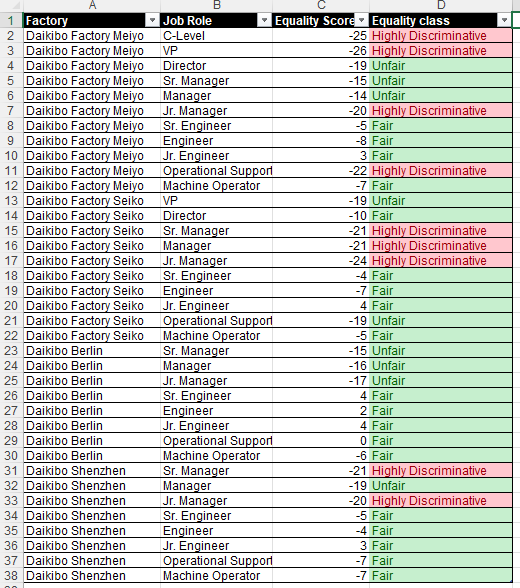 A B C D
1 Factory Job Role Equality Score Equality class
2 Daikibo Factory Meiyo C-Level -25 Highly Discriminative
3 Daikibo Factory Meiyo VP -26 Highly Discriminative
4 Daikibo Factory Meiyo Director -19 Unfair
5 Daikibo Factory Meiyo Sr. Manager -15 Unfair
6 Daikibo Factory Meiyo Manager -14 Unfair
7 Daikibo Factory Meiyo Jr. Manager -20 Highly Discriminative
8 Daikibo Factory Meiyo Sr. Engineer -5 Fair
9 Daikibo Factory Meiyo Engineer -8 Fair
10 Daikibo Factory Meiyo Jr. Engineer 3 Fair
11 Daikibo Factory Meiyo Operational Support -22 Highly Discriminative
12 Daikibo Factory Meiyo Machine Operator -7 Fair
13 Daikibo Factory Seiko VP -19 Unfair
14 Daikibo Factory Seiko Director -10 Fair
15 Daikibo Factory Seiko Sr. Manager -21 Highly Discriminative
16 Daikibo Factory Seiko Manager -21 Highly Discriminative
17 Daikibo Factory Seiko Jr. Manager -24 Highly Discriminative
18 Daikibo Factory Seiko Sr. Engineer -4 Fair
19 Daikibo Factory Seiko Engineer -7 Fair
20 Daikibo Factory Seiko Jr. Engineer 4 Fair
21 Daikibo Factory Seiko Operational Support -19 Unfair
22 Daikibo Factory Seiko Machine Operator -5 Fair
23 Daikibo Berlin Sr. Manager -15 Unfair
24 Daikibo Berlin Manager -16 Unfair
25 Daikibo Berlin Jr. Manager -17 Unfair
26 Daikibo Berlin Sr. Engineer 4 Fair
27 Daikibo Berlin Engineer 2 Fair
28 Daikibo Berlin Jr. Engineer 4 Fair
29 Daikibo Berlin Operational Support 0 Fair
30 Daikibo Berlin Machine Operator -6 Fair
31 Daikibo Shenzhen Sr. Manager -21 Highly Discriminative
32 Daikibo Shenzhen Manager -19 Unfair
33 Daikibo Shenzhen Jr. Manager -20 Highly Discriminative
34 Daikibo Shenzhen Sr. Engineer -5 Fair
35 Daikibo Shenzhen Engineer -4 Fair
36 Daikibo Shenzhen Jr. Engineer 3 Fair
37 Daikibo Shenzhen Operational Support -7 Fair
38 Daikibo Shenzhen Machine Operator -7 Fair